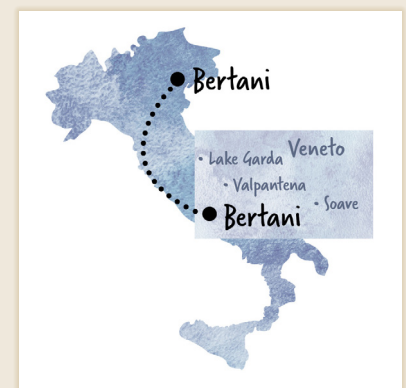 Bertani
Veneto
• Lake Garda
• Valpantena
• Soave
Bertani